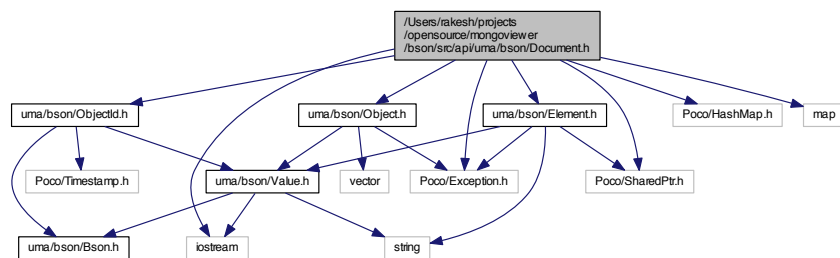 /Users/rakesh/projects
/opensource/mongoviewer
/bson/src/api/uma/bson/Document.h
uma/bson/ObjectId.h
uma/bson/Object.h
uma/bson/Element.h
Poco/HashMap.h
map
Poco/Timestamp.h
uma/bson/Value.h
vector
Poco/Exception.h
Poco/SharedPtr.h
uma/bson/Bson.h
iostream
string